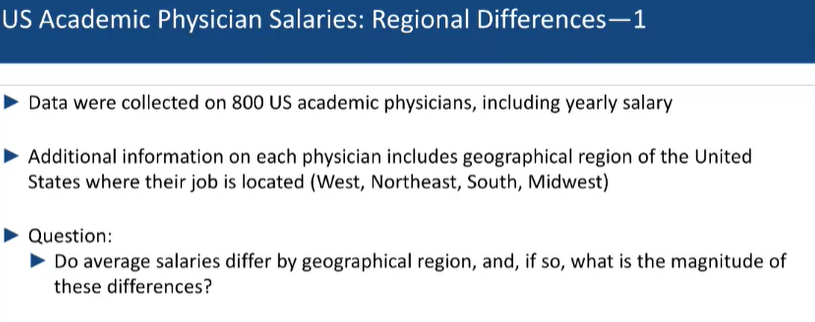 US Academic Physician Salaries: Regional Differences—1
Data were collected on 800 US academic physicians, including yearly salary
Additional information on each physician includes geographical region of the United
States where their job is located (West, Northeast, South, Midwest)
Question:
Do average salaries differ by geographical region, and, if so, what is the magnitude of
these differences?